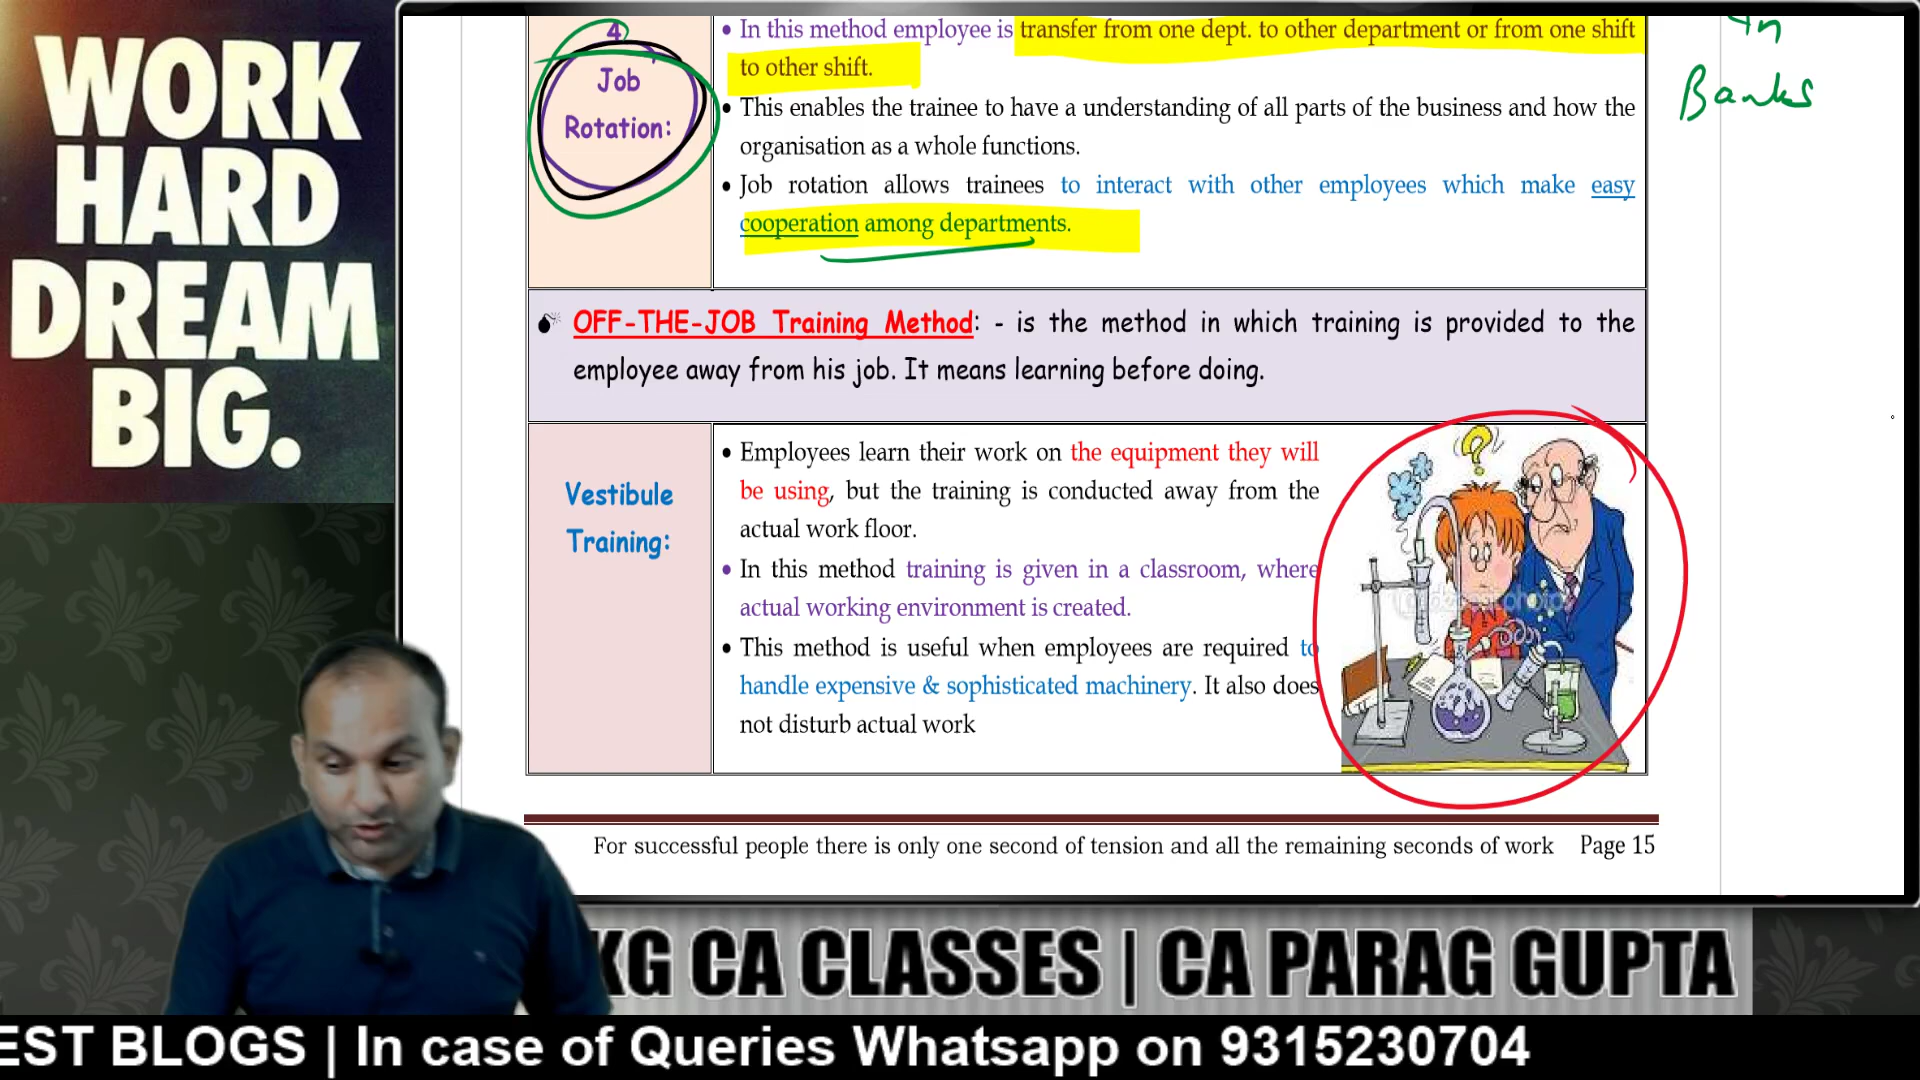 WORK
HARD
DREAM
BIG.
4
Job
Rotation:
• In this method employee is transfer from one dept. to other department or from one shift
to other shift.
• This enables the trainee to have a understanding of all parts of the business and how the
organisation as a whole functions.
• Job rotation allows trainees to interact with other employees which make easy
cooperation among departments.
In
Banks
OFF-THE-JOB Training Method: - is the method in which training is provided to the
employee away from his job. It means learning before doing.
Vestibule
Training:
• Employees learn their work on the equipment they will
be using, but the training is conducted away from the
actual work floor.
• In this method training is given in a classroom, where
actual working environment is created.
• This method is useful when employees are required to
handle expensive & sophisticated machinery. It also does
not disturb actual work
?
For successful people there is only one second of tension and all the remaining seconds of work Page 15
KG CA CLASSES | CA PARAG GUPTA
EST BLOGS | In case of Queries Whatsapp on 9315230704